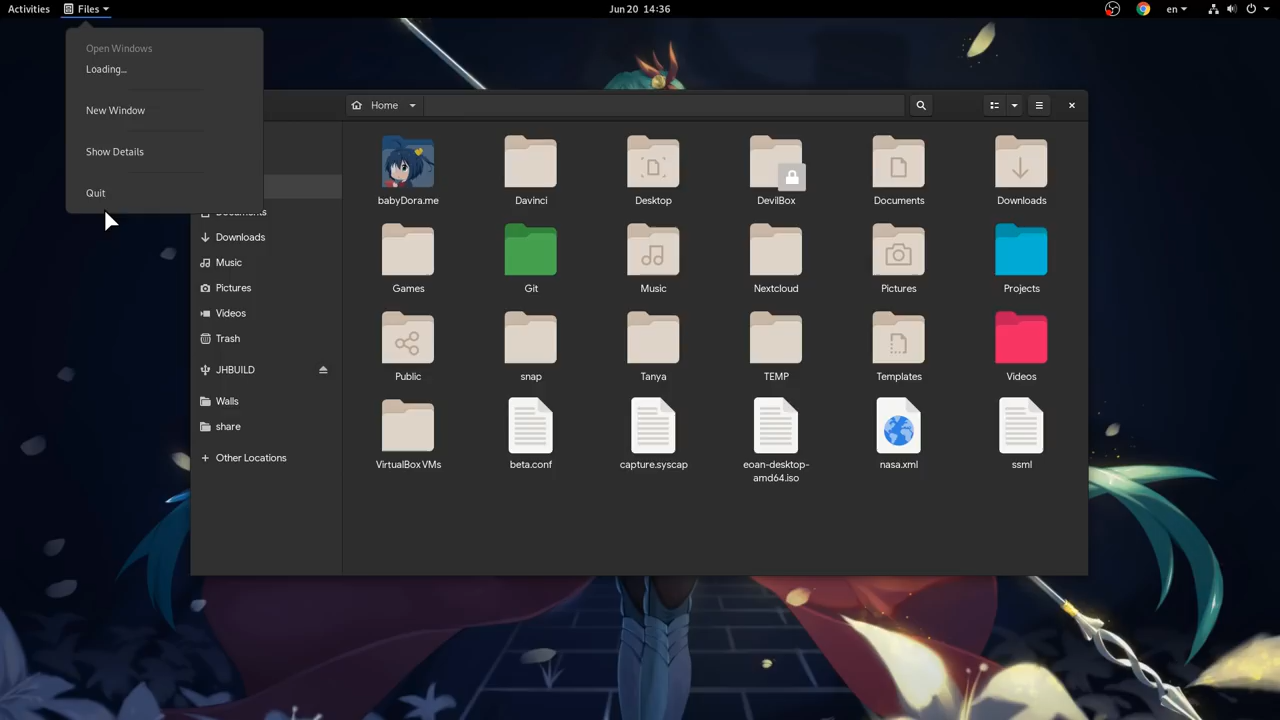 Activities
Files
Jun 20 14:36
en
Open Windows
Loading...
New Window
Show Details
Quit
Home
Documents
Downloads
Music
Pictures
Videos
Trash
JHBUILD
Walls
share
Other Locations
babyDora.me
Davinci
Desktop
DevilBox
Documents
Downloads
Games
Git
Music
Nextcloud
Pictures
Projects
Public
snap
Tanya
TEMP
Templates
Videos
VirtualBox VMs
beta.conf
capture.syscap
eoan-desktop-
amd64.iso
nasa.xml
ssml